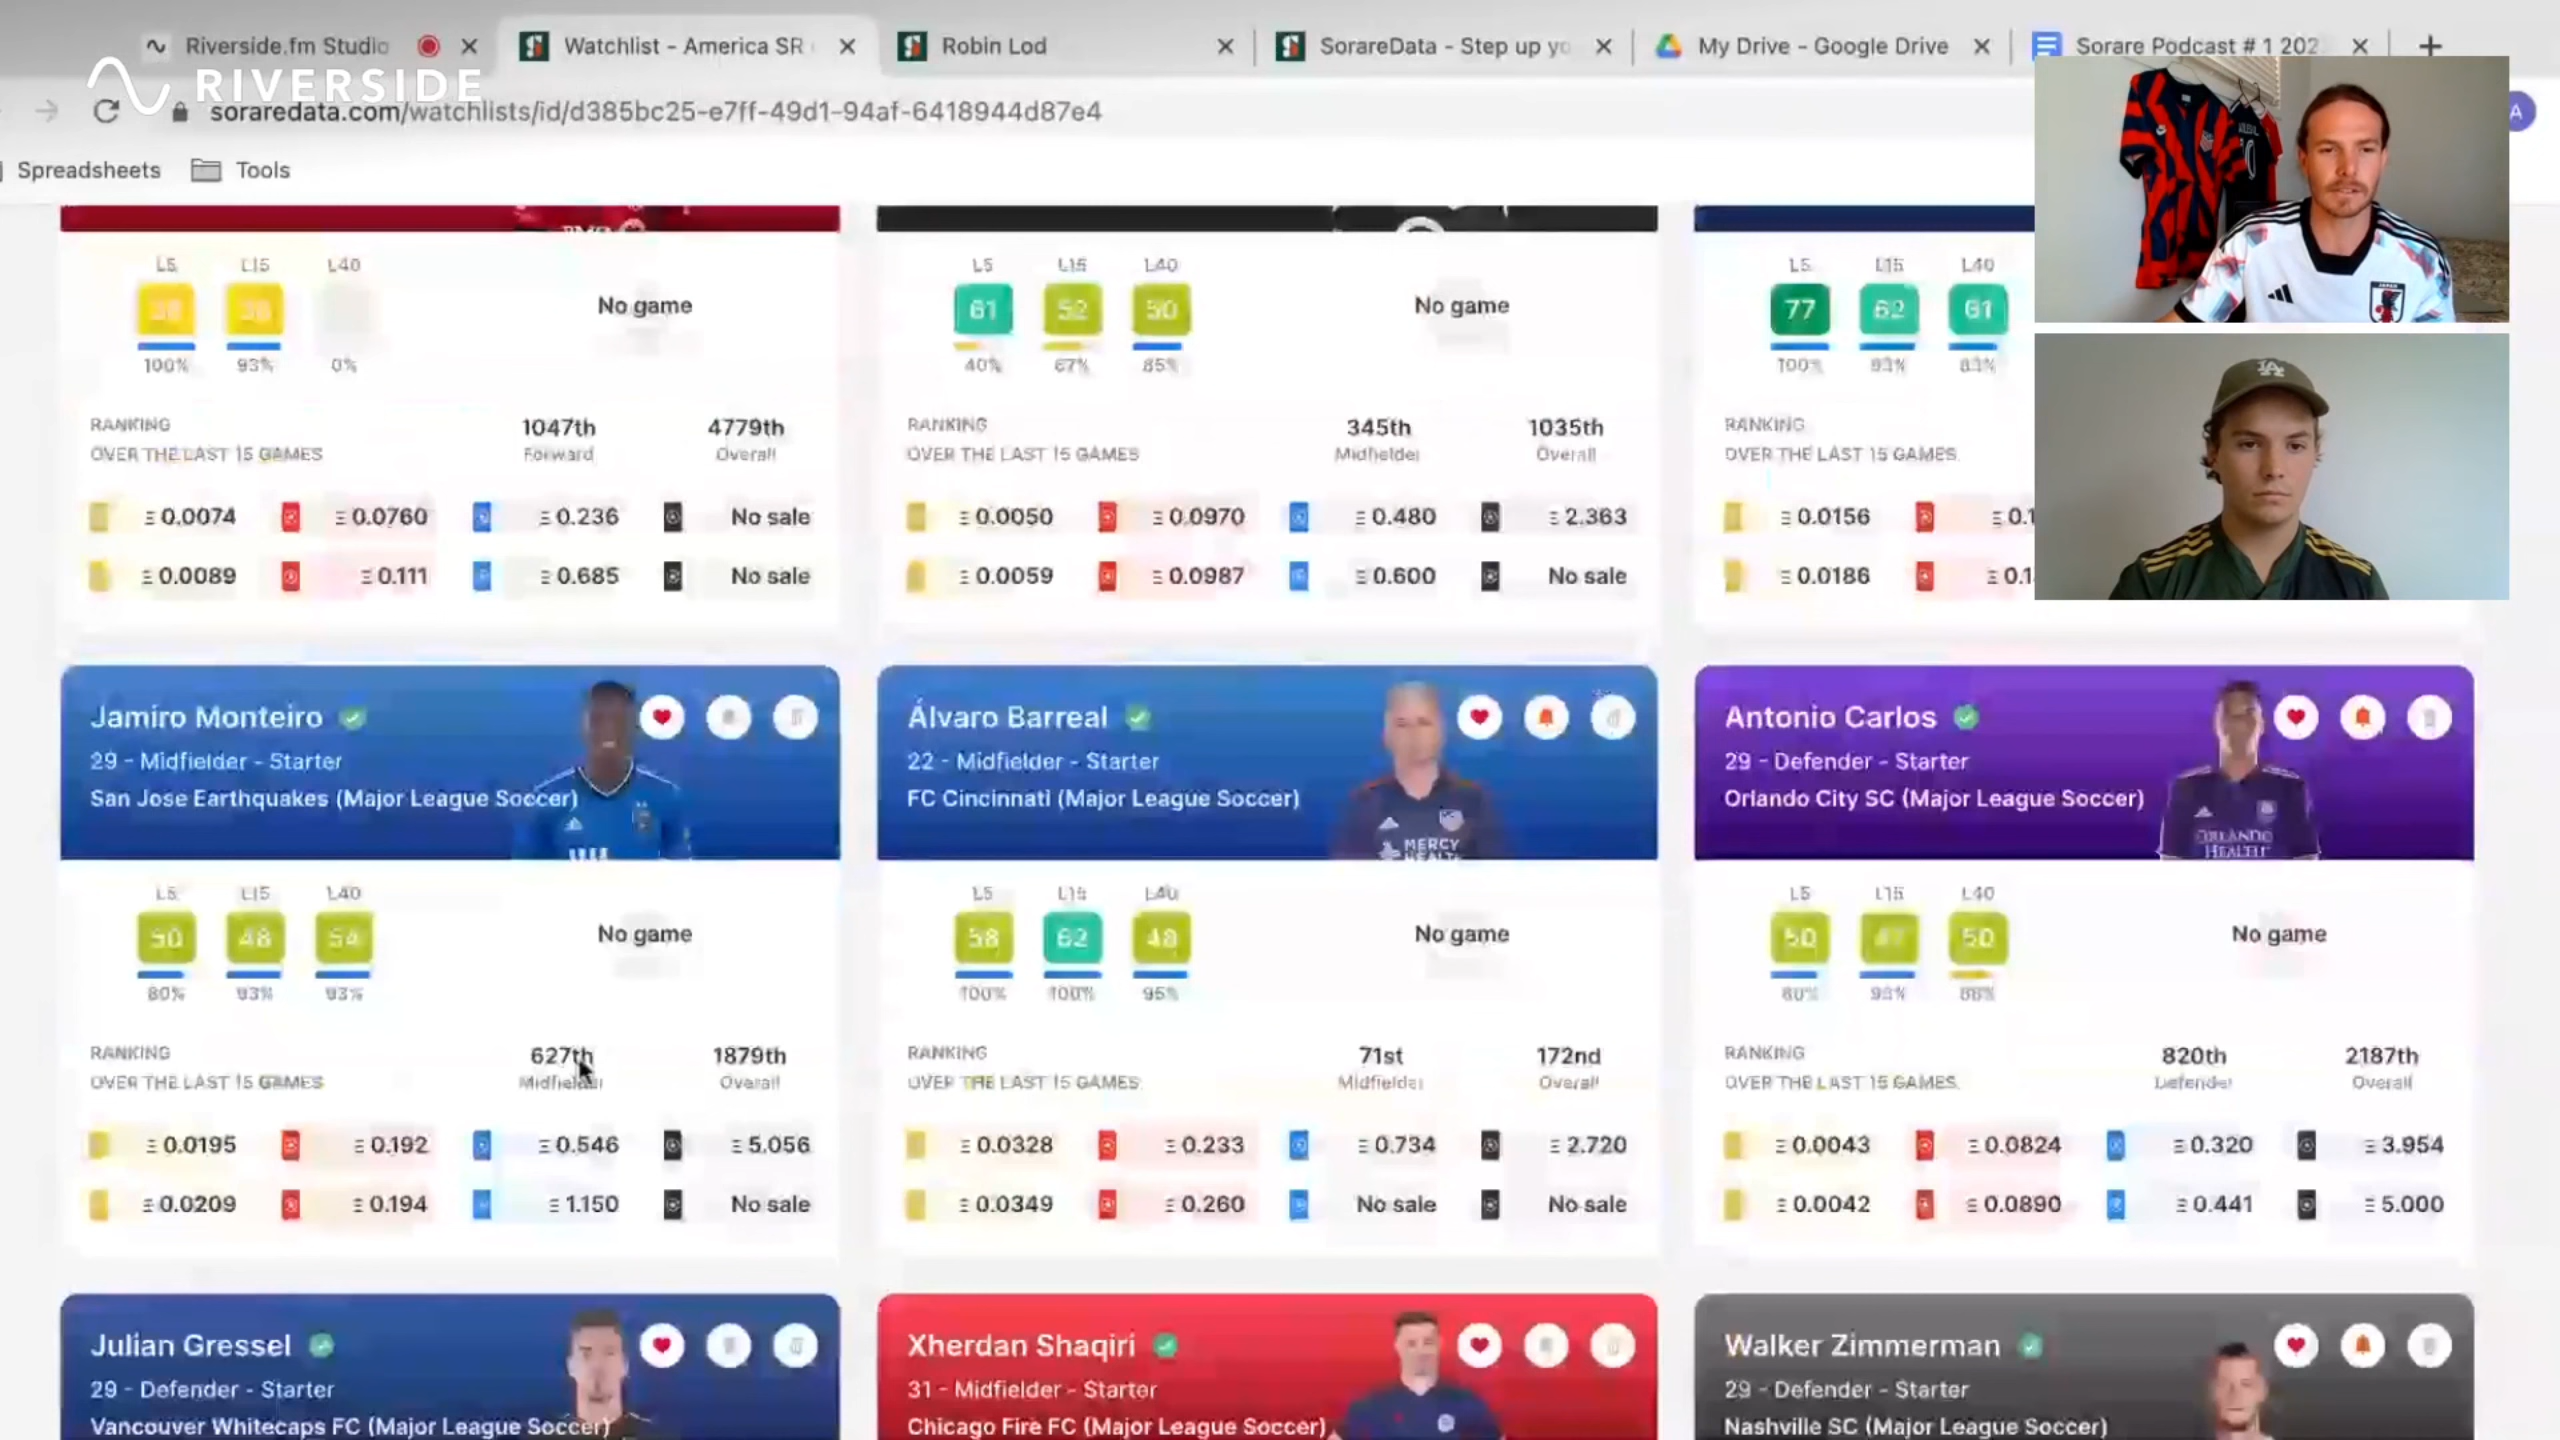 Riverside.fm Studio
Watchlist - America SR
Robin Lod
SorareData - Step up yo
My Drive - Google Drive
Sorare Podcast # 1 202
RIVERSIDE
soraredata.com/watchlists/id/d385bc25-e7ff-49d1-94af-6418944d87e4
A
Spreadsheets
Tools
L5 L15 L40
No game
100% 93% 0%
RANKING
OVER THE LAST 15 GAMES
1047th Forward
4779th Overall
Ξ 0.0074 Ξ 0.0760 Ξ 0.236 No sale
Ξ 0.0089 Ξ 0.111 Ξ 0.685 No sale
L5 L15 L40
61 52 50
No game
40% 67% 85%
RANKING
OVER THE LAST 15 GAMES
345th Midfielder
1035th Overall
Ξ 0.0050 Ξ 0.0970 Ξ 0.480 Ξ 2.363
Ξ 0.0059 Ξ 0.0987 Ξ 0.600 No sale
L5 L15 L40
77 62 61
100% 93% 83%
RANKING
OVER THE LAST 15 GAMES
Ξ 0.0156 Ξ 0.1
Ξ 0.0186 Ξ 0.1
LA
JAPAN
Jamiro Monteiro
29 - Midfielder - Starter
San Jose Earthquakes (Major League Soccer)
L5 L15 L40
50 48 54
No game
80% 93% 93%
RANKING
OVER THE LAST 15 GAMES
627th Midfielder
1879th Overall
Ξ 0.0195 Ξ 0.192 Ξ 0.546 Ξ 5.056
Ξ 0.0209 Ξ 0.194 Ξ 1.150 No sale
Álvaro Barreal
22 - Midfielder - Starter
FC Cincinnati (Major League Soccer)
MERCY
HEALTH
L5 L15 L40
58 62 48
No game
100% 100% 95%
RANKING
OVER THE LAST 15 GAMES
71st Midfielder
172nd Overall
Ξ 0.0328 Ξ 0.233 Ξ 0.734 Ξ 2.720
Ξ 0.0349 Ξ 0.260 No sale No sale
Antonio Carlos
29 - Defender - Starter
Orlando City SC (Major League Soccer)
ORLANDO
HEALTH
L5 L15 L40
50 50
No game
80% 93%
RANKING
OVER THE LAST 15 GAMES
820th Defender
2187th Overall
Ξ 0.0043 Ξ 0.0824 Ξ 0.320 Ξ 3.954
Ξ 0.0042 Ξ 0.0890 Ξ 0.441 Ξ 5.000
Julian Gressel
29 - Defender - Starter
Vancouver Whitecaps FC (Major League Soccer)
Xherdan Shaqiri
31 - Midfielder - Starter
Chicago Fire FC (Major League Soccer)
Walker Zimmerman
29 - Defender - Starter
Nashville SC (Major League Soccer)